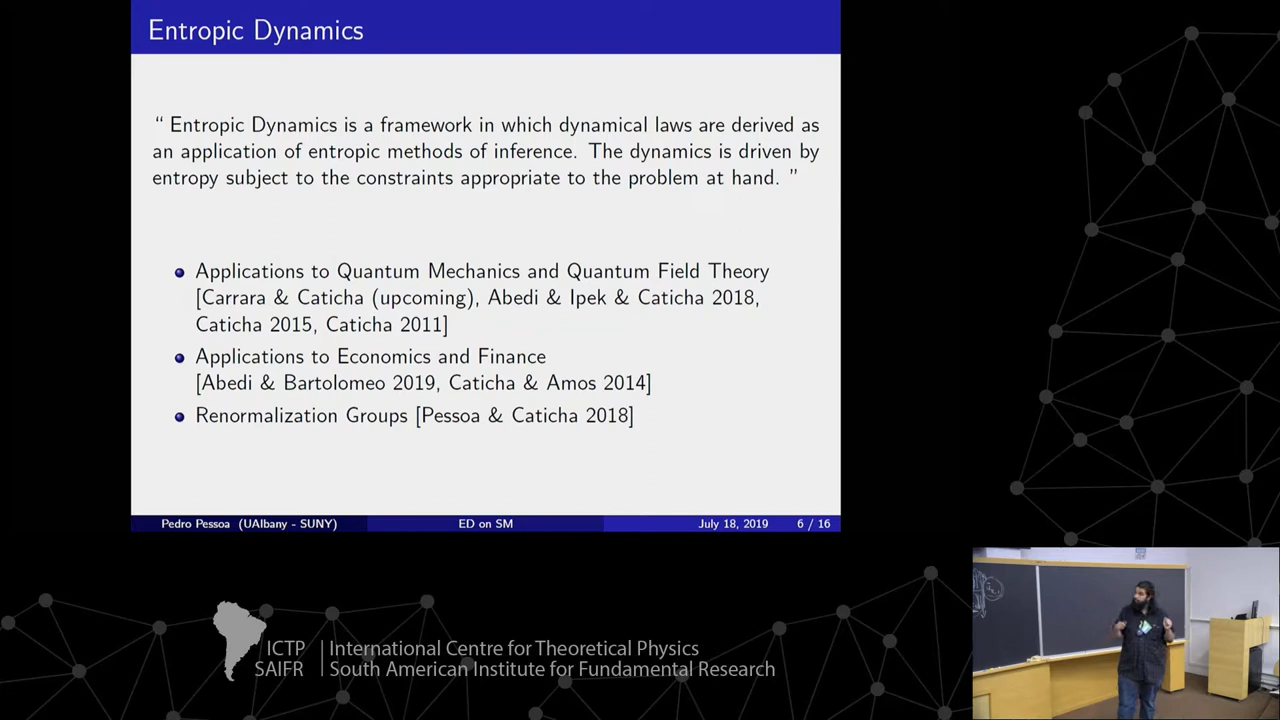 Entropic Dynamics
“ Entropic Dynamics is a framework in which dynamical laws are derived as
an application of entropic methods of inference. The dynamics is driven by
entropy subject to the constraints appropriate to the problem at hand. ”
Applications to Quantum Mechanics and Quantum Field Theory
[Carrara & Caticha (upcoming), Abedi & Ipek & Caticha 2018,
Caticha 2015, Caticha 2011]
Applications to Economics and Finance
[Abedi & Bartolomeo 2019, Caticha & Amos 2014]
Renormalization Groups [Pessoa & Caticha 2018]
Pedro Pessoa (UAlbany - SUNY) ED on SM July 18, 2019 6 / 16
ICTP International Centre for Theoretical Physics
SAIFR South American Institute for Fundamental Research